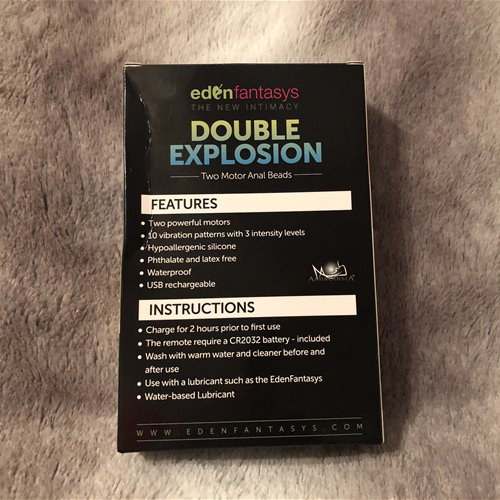 edenfantasys
THE NEW INTIMACY
DOUBLE
EXPLOSION
Two Motor Anal Beads
FEATURES
• Two powerful motors
• 10 vibration patterns with 3 intensity levels
• Hypoallergenic silicone
• Phthalate and latex free
• Waterproof
• USB rechargeable
INSTRUCTIONS
• Charge for 2 hours prior to first use
• The remote require a CR2032 battery - included
• Wash with warm water and cleaner before and
after use
• Use with a lubricant such as the EdenFantasys
• Water-based Lubricant
WWW.EDENFANTASYS.COM